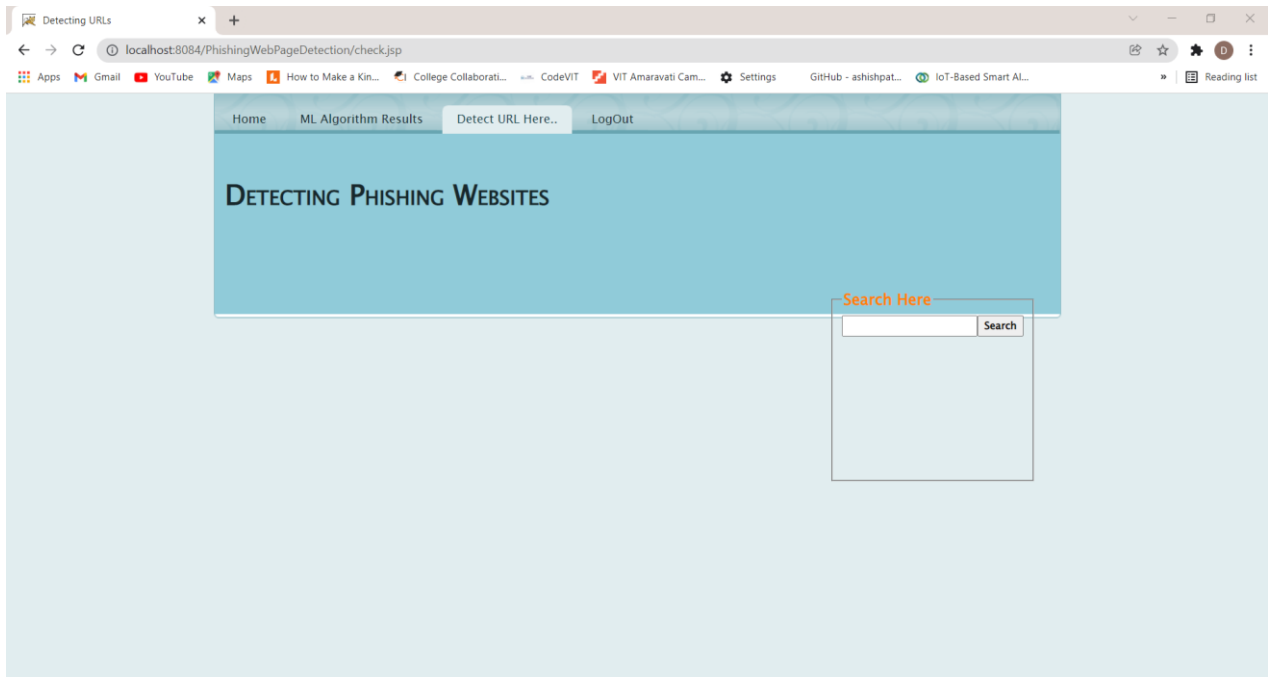 Detecting URLs
localhost:8084/PhishingWebPageDetection/check.jsp
D
Apps Gmail YouTube Maps How to Make a Kin... College Collaborati... CodeVIT VIT Amaravati Cam... Settings GitHub - ashishpat... IoT-Based Smart Al... » Reading list
Home ML Algorithm Results Detect URL Here.. LogOut
Detecting Phishing Websites
Search Here
Search